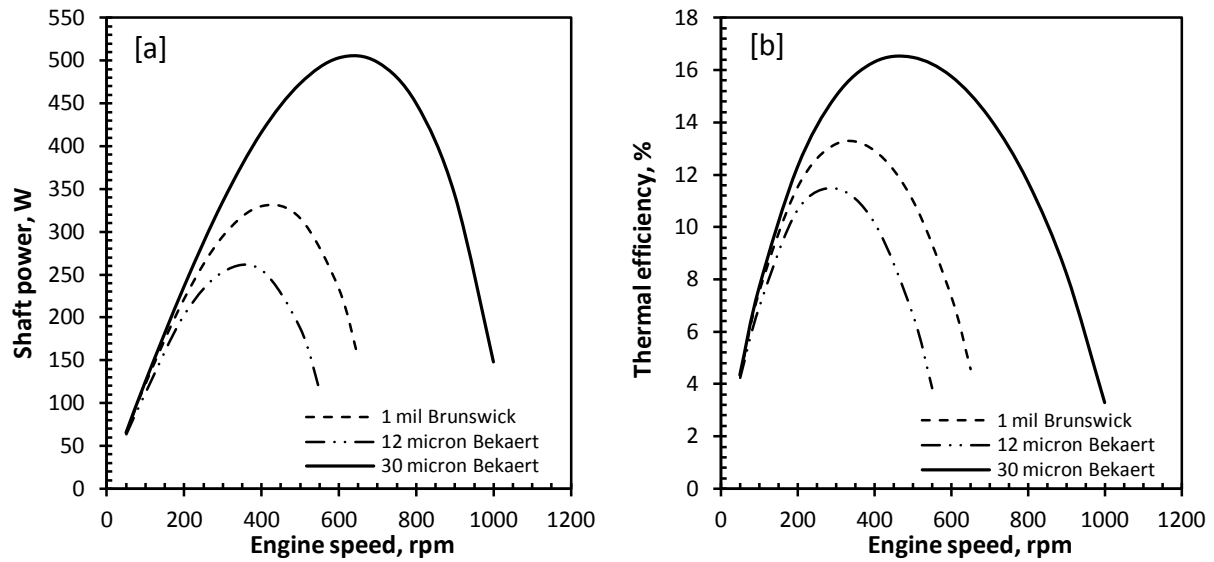 [a]
Shaft power, W
550
500
450
400
350
300
250
200
150
100
50
0
1 mil Brunswick
12 micron Bekaert
30 micron Bekaert
0 200 400 600 800 1000 1200
Engine speed, rpm
[b]
Thermal efficiency, %
18
16
14
12
10
8
6
4
2
0
1 mil Brunswick
12 micron Bekaert
30 micron Bekaert
0 200 400 600 800 1000 1200
Engine speed, rpm